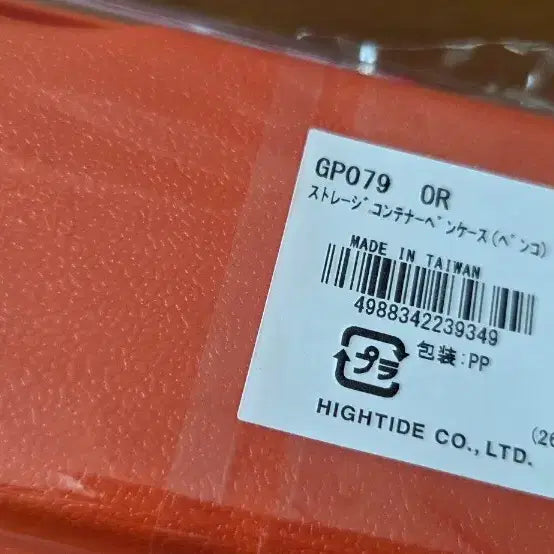 GP079 OR
ストレージコンテナーペンケース(ペンコ)
MADE IN TAIWAN
4988342239349
プラ
包装:PP
HIGHTIDE CO., LTD.
(26